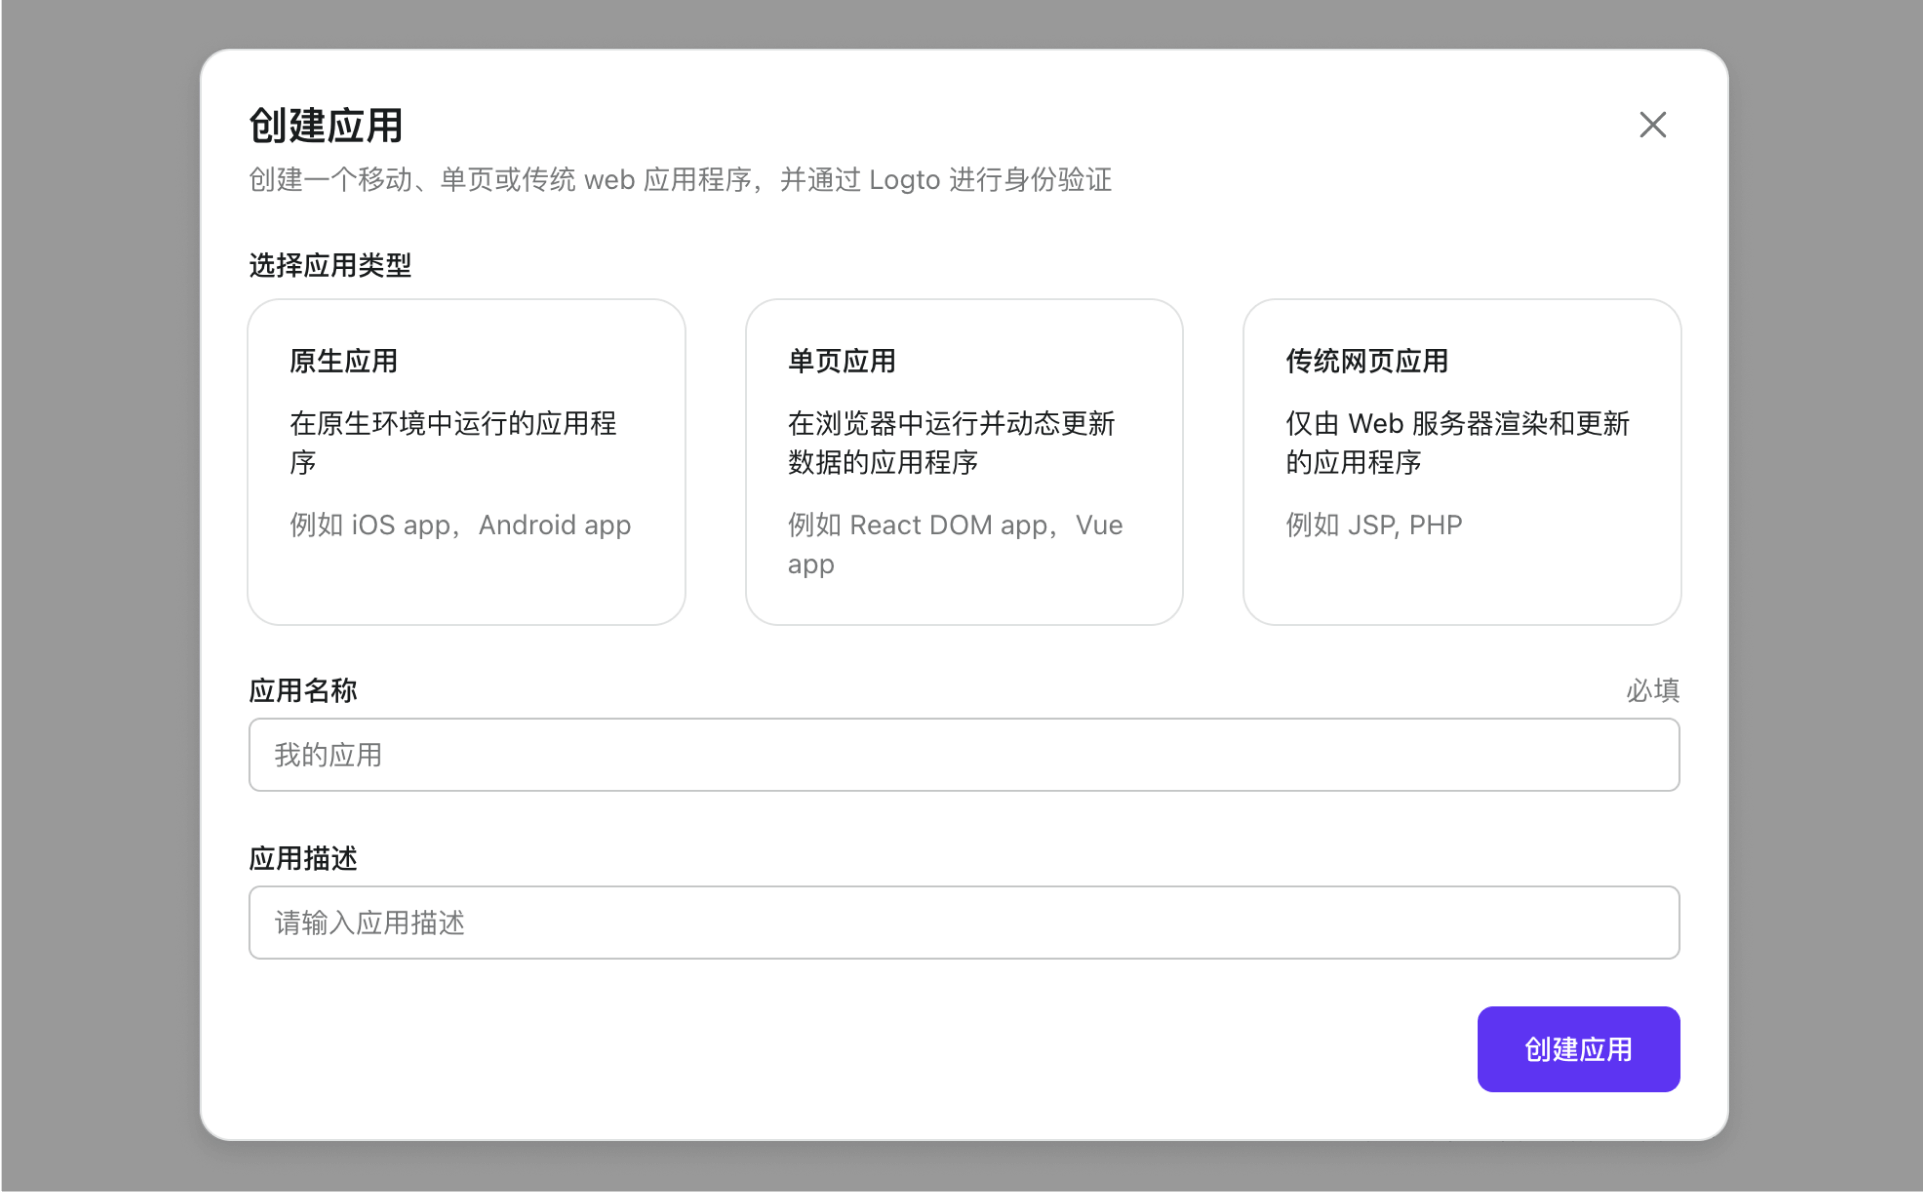 创建应用
创建一个移动、单页或传统 web 应用程序，并通过 Logto 进行身份验证
选择应用类型
原生应用
在原生环境中运行的应用程
序
例如 iOS app，Android app
单页应用
在浏览器中运行并动态更新
数据的应用程序
例如 React DOM app，Vue
app
传统网页应用
仅由 Web 服务器渲染和更新
的应用程序
例如 JSP, PHP
应用名称
必填
我的应用
应用描述
请输入应用描述
创建应用